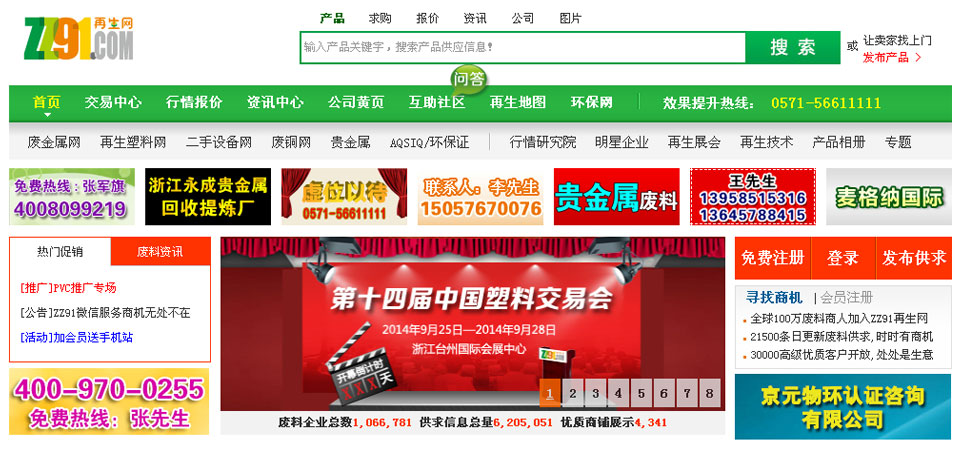 ZZ91.COM 再生网
产品 求购 报价 资讯 公司 图片
输入产品关键字，搜索产品供应信息！
搜 索
或 让卖家找上门
发布产品 >
问答
首页 交易中心 行情报价 资讯中心 公司黄页 互助社区 再生地图 环保网 效果提升热线： 0571-56611111
废金属网 再生塑料网 二手设备网 废铜网 贵金属 AQSIQ/环保证 | 行情研究院 明星企业 再生展会 再生技术 产品相册 专题
免费热线:张军旗
4008099219
浙江永成贵金属
回收提炼厂
虚位以待
0571-56611111
联系人：李先生
15057670076
贵金属废料
王先生
13958515316
13645788415
麦格纳国际
热门促销 废料资讯
[推广]PVC推广专场
[公告]ZZ91微信服务商机无处不在
[活动]加会员送手机站
400-970-0255
免费热线：张先生
第十四届中国塑料交易会
2014年9月25日—2014年9月28日
浙江台州国际会展中心
ZZ91.COM
开幕倒计时
XXX天
1 2 3 4 5 6 7 8
废料企业总数1,066,781 供求信息总量6,205,051 优质商铺展示4,341
免费注册 登录 发布供求
寻找商机 | 会员注册
全球100万废料商人加入ZZ91再生网
21500条日更新废料供求,时时有商机
30000高级优质客户开放,处处是生意
京元物环认证咨询
有限公司